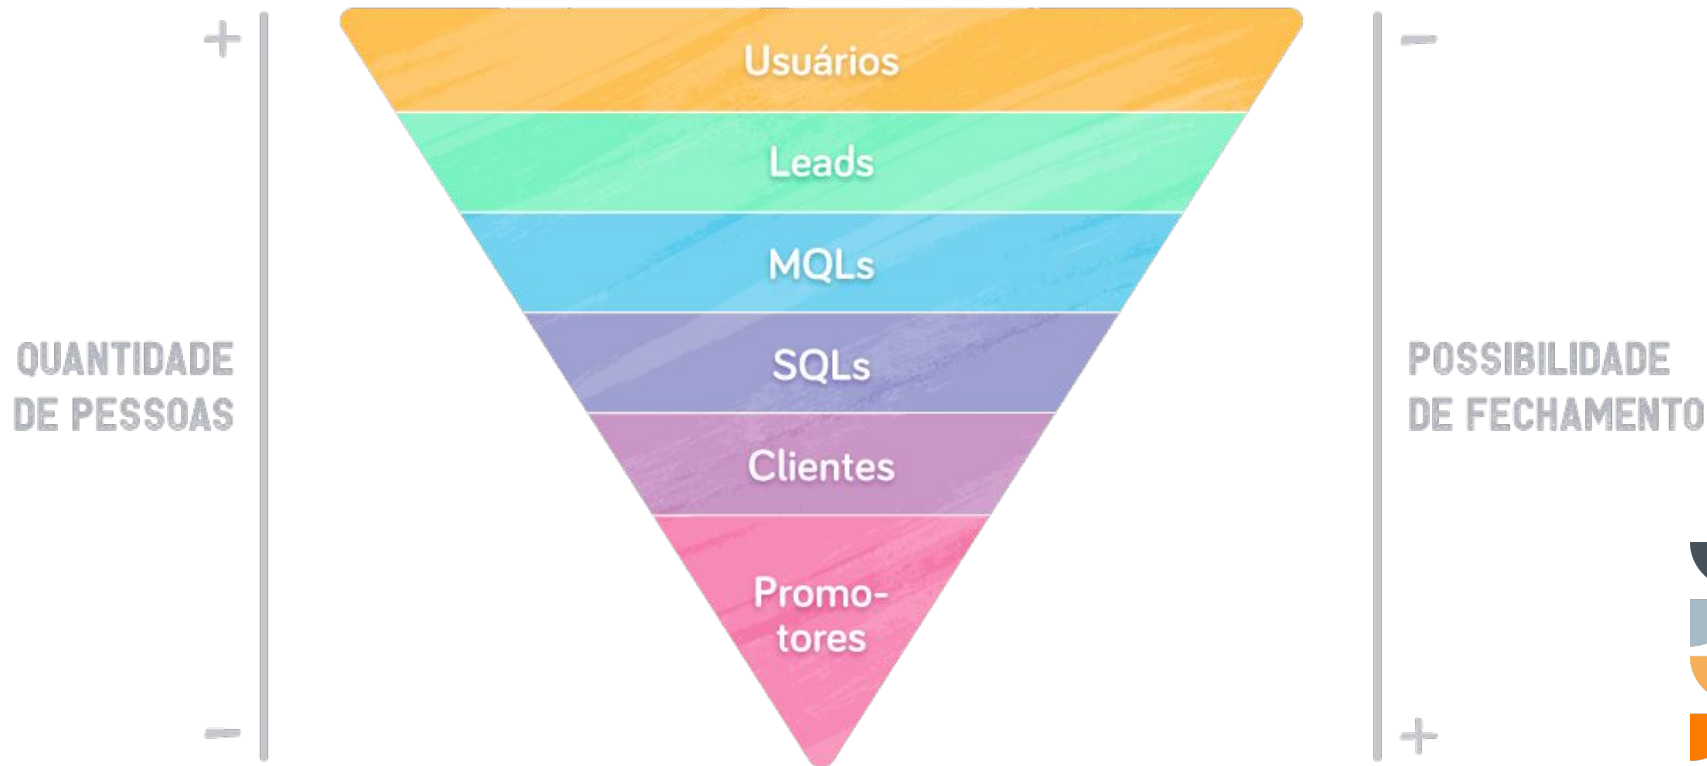 +
−
Usuários
Leads
MQLs
SQLs
Clientes
Promo-
tores
QUANTIDADE
DE PESSOAS
POSSIBILIDADE
DE FECHAMENTO
−
+